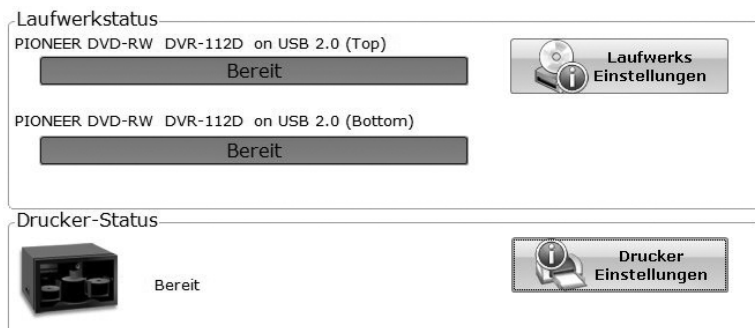 Laufwerkstatus
PIONEER DVD-RW  DVR-112D  on USB 2.0 (Top)
Bereit
Laufwerks
Einstellungen
PIONEER DVD-RW  DVR-112D  on USB 2.0 (Bottom)
Bereit
Drucker-Status
Bereit
Drucker
Einstellungen